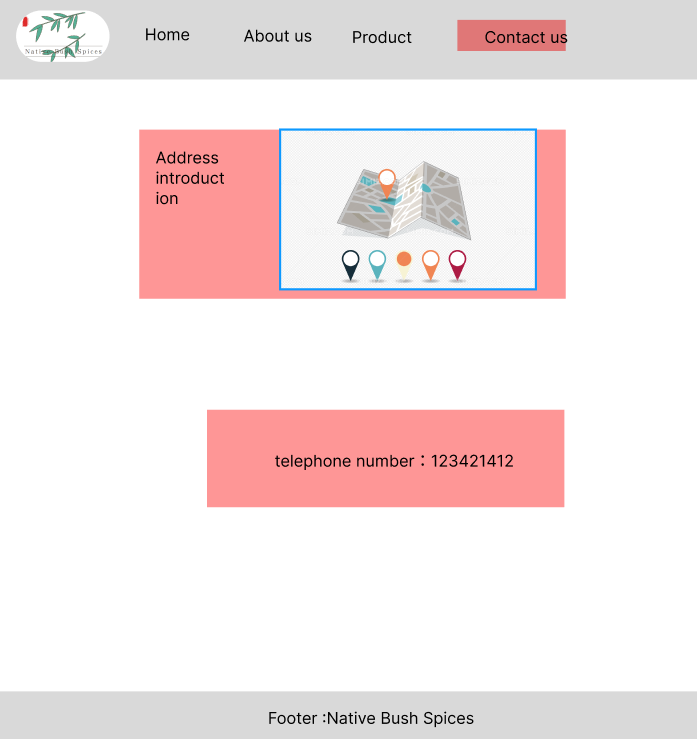 Native Bush Spices
Home
About us
Product
Contact us
Address
introduct
ion
telephone number：123421412
Footer :Native Bush Spices